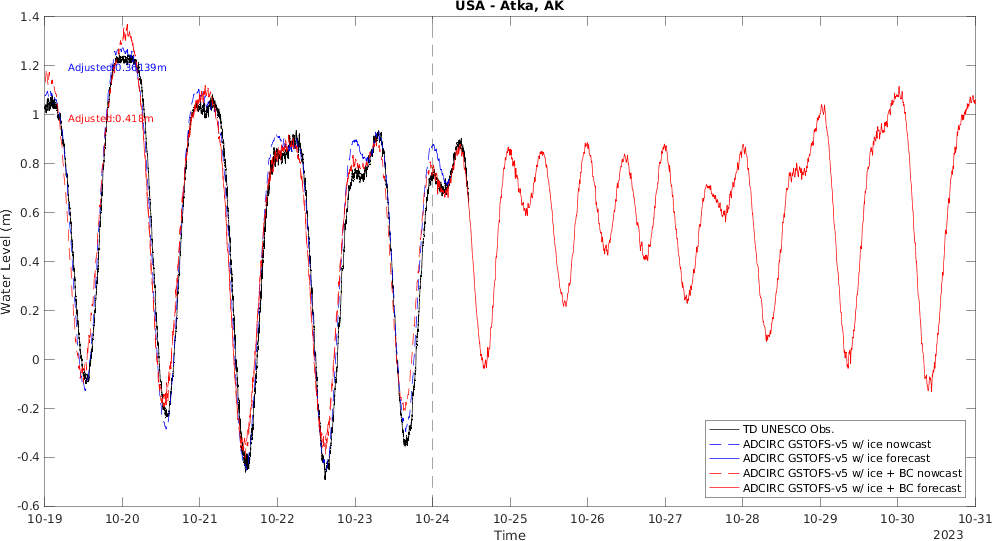 USA - Atka, AK
1.4
1.2
1
0.8
0.6
0.4
0.2
0
-0.2
-0.4
-0.6
Water Level (m)
Adjusted:0.36139m
Adjusted:0.418m
TD UNESCO Obs.
ADCIRC GSTOFS-v5 w/ ice nowcast
ADCIRC GSTOFS-v5 w/ ice forecast
ADCIRC GSTOFS-v5 w/ ice + BC nowcast
ADCIRC GSTOFS-v5 w/ ice + BC forecast
10-19 10-20 10-21 10-22 10-23 10-24 10-25 10-26 10-27 10-28 10-29 10-30 10-31
Time
2023